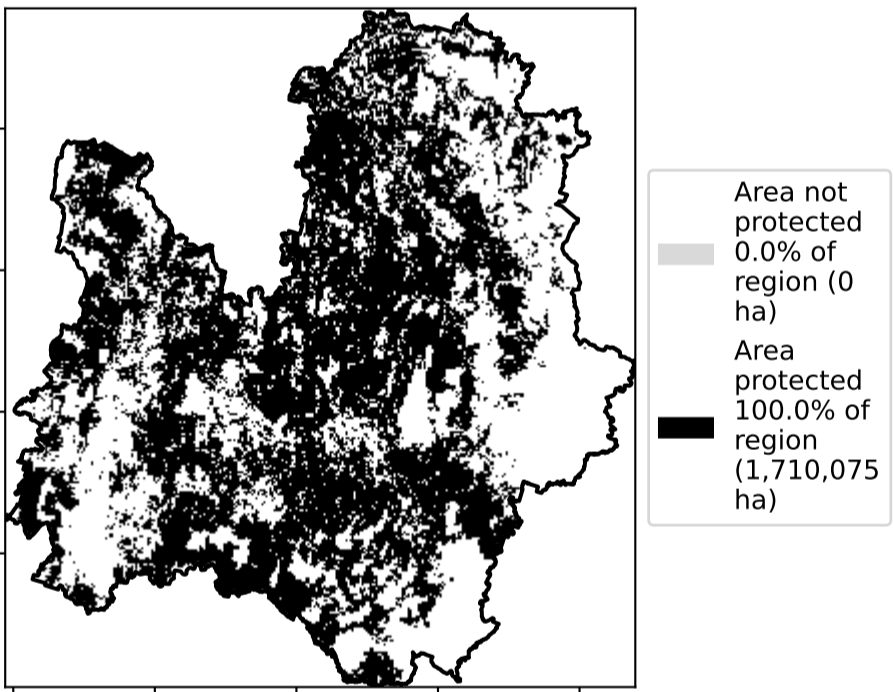 Area not
protected
0.0% of
region (0
ha)
Area
protected
100.0% of
region
(1,710,075
ha)